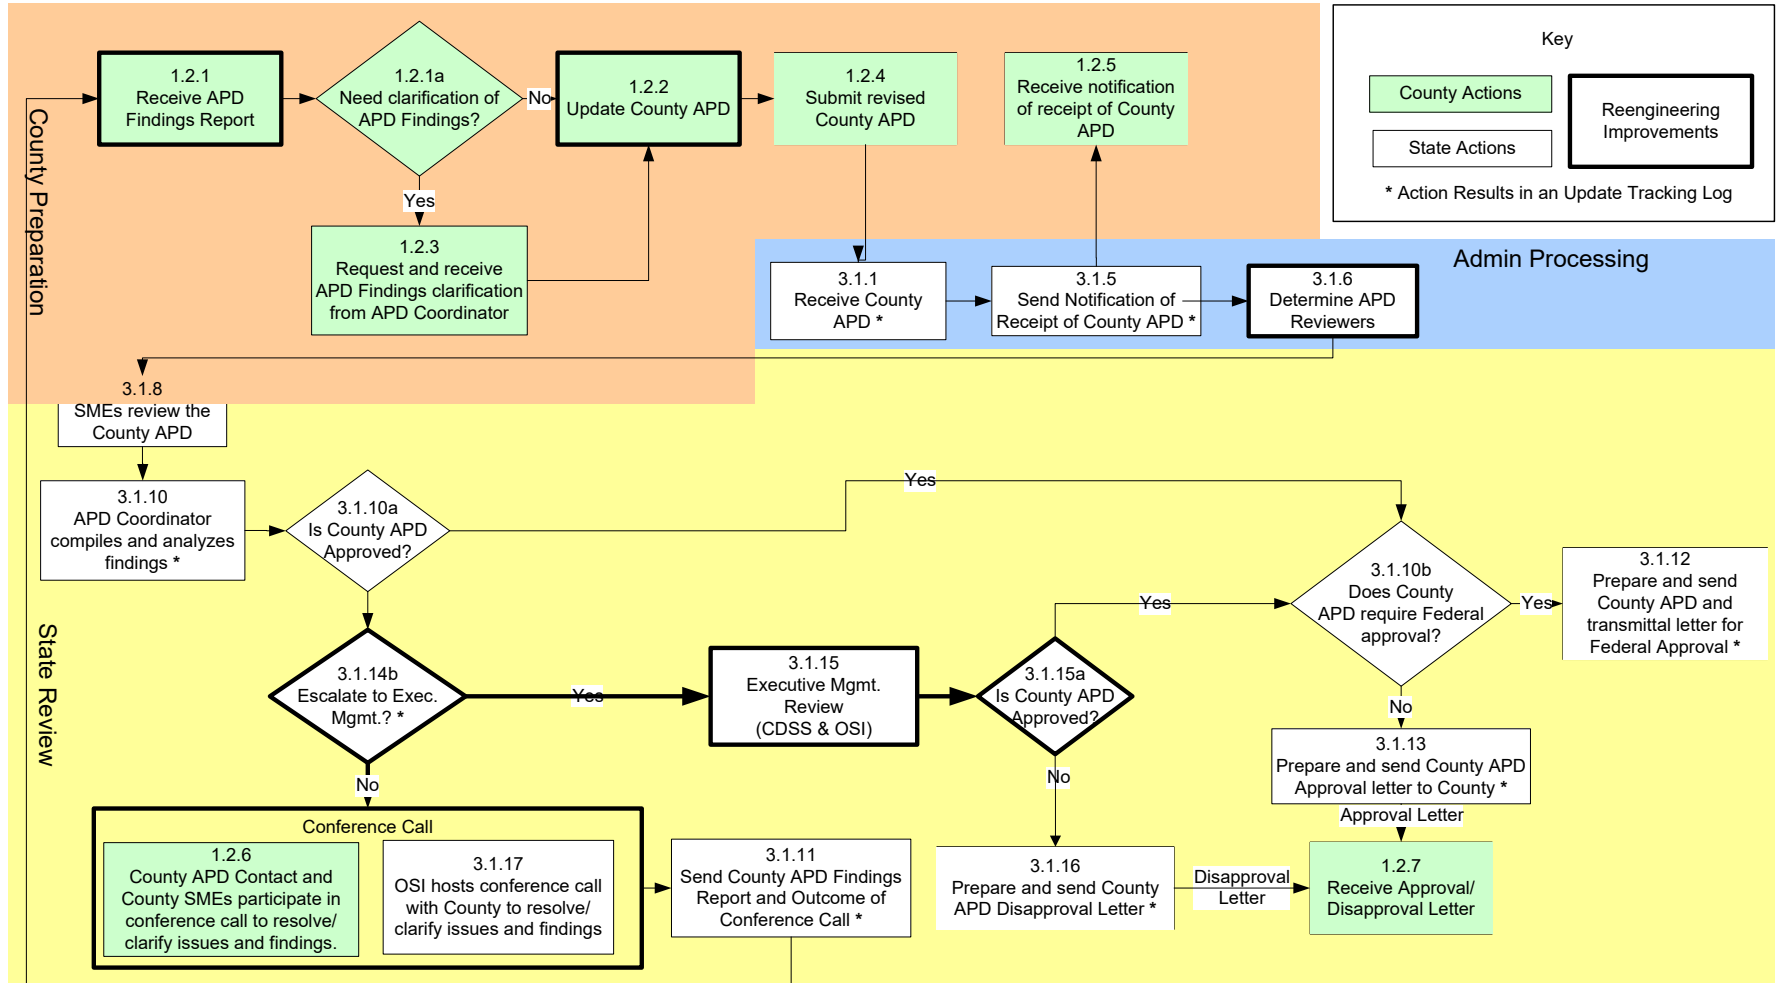 County Preparation
1.2.1
Receive APD
Findings Report
1.2.1a
Need clarification of
APD Findings?
No
1.2.2
Update County APD
1.2.4
Submit revised
County APD
1.2.5
Receive notification
of receipt of County
APD
Key
County Actions
State Actions
Reengineering
Improvements
* Action Results in an Update Tracking Log
Yes
1.2.3
Request and receive
APD Findings clarification
from APD Coordinator
Admin Processing
3.1.1
Receive County
APD *
3.1.5
Send Notification of
Receipt of County APD *
3.1.6
Determine APD
Reviewers
State Review
3.1.8
SMEs review the
County APD
3.1.10
APD Coordinator
compiles and analyzes
findings *
3.1.10a
Is County APD
Approved?
Yes
3.1.10b
Does County
APD require Federal
approval?
Yes
3.1.12
Prepare and send
County APD and
transmittal letter for
Federal Approval *
3.1.14b
Escalate to Exec.
Mgmt.? *
Yes
3.1.15
Executive Mgmt.
Review
(CDSS & OSI)
3.1.15a
Is County APD
Approved?
Yes
No
3.1.13
Prepare and send County APD
Approval letter to County *
Approval Letter
No
Conference Call
1.2.6
County APD Contact and
County SMEs participate in
conference call to resolve/
clarify issues and findings.
3.1.17
OSI hosts conference call
with County to resolve/
clarify issues and findings
3.1.11
Send County APD Findings
Report and Outcome of
Conference Call *
No
3.1.16
Prepare and send County
APD Disapproval Letter *
Disapproval
Letter
1.2.7
Receive Approval/
Disapproval Letter